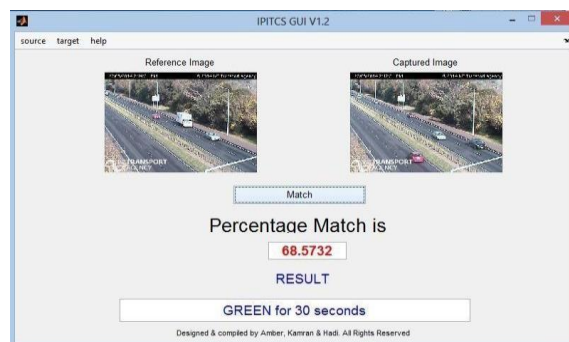 IPITCS GUI V1.2
source target help
Reference Image
Captured Image
TRANSPORT
TRANSPORT
Match
Percentage Match is
68.5732
RESULT
GREEN for 30 seconds
Designed & compiled by Amber, Kamran & Hadi. All Rights Reserved